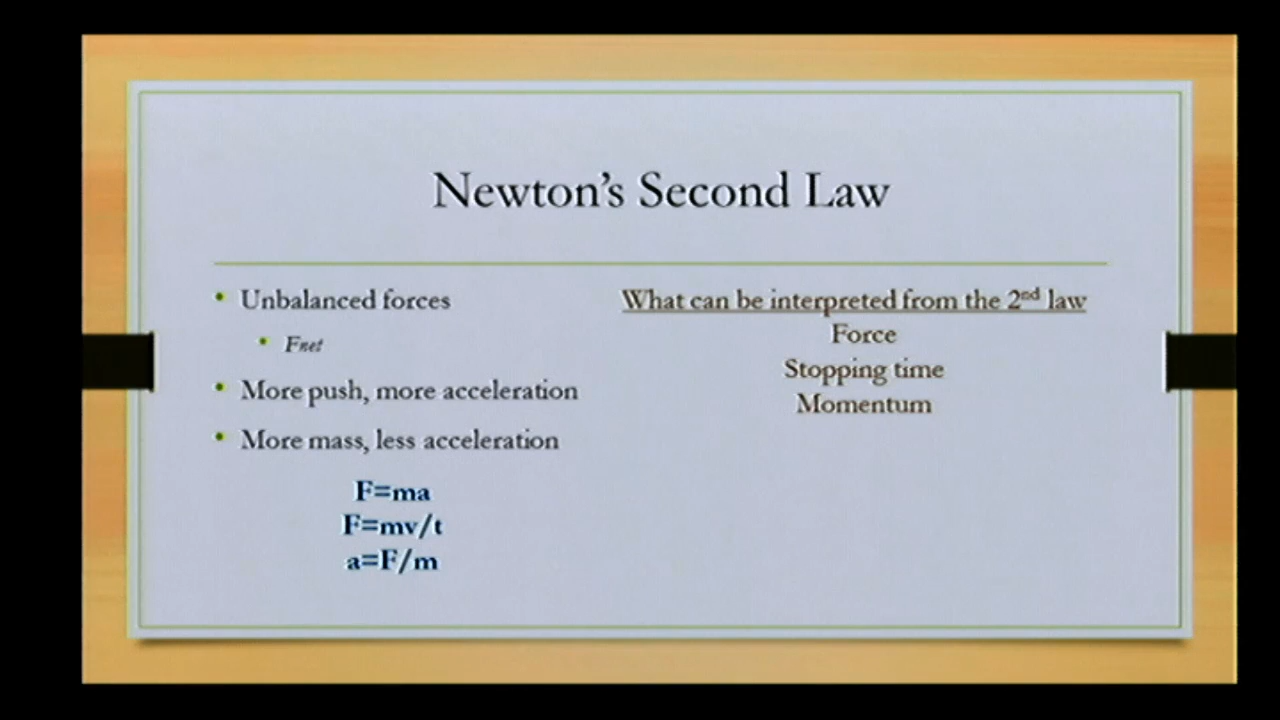 Newton's Second Law
• Unbalanced forces
• Fnet
• More push, more acceleration
• More mass, less acceleration
F=ma
F=mv/t
a=F/m
What can be interpreted from the 2nd law
Force
Stopping time
Momentum